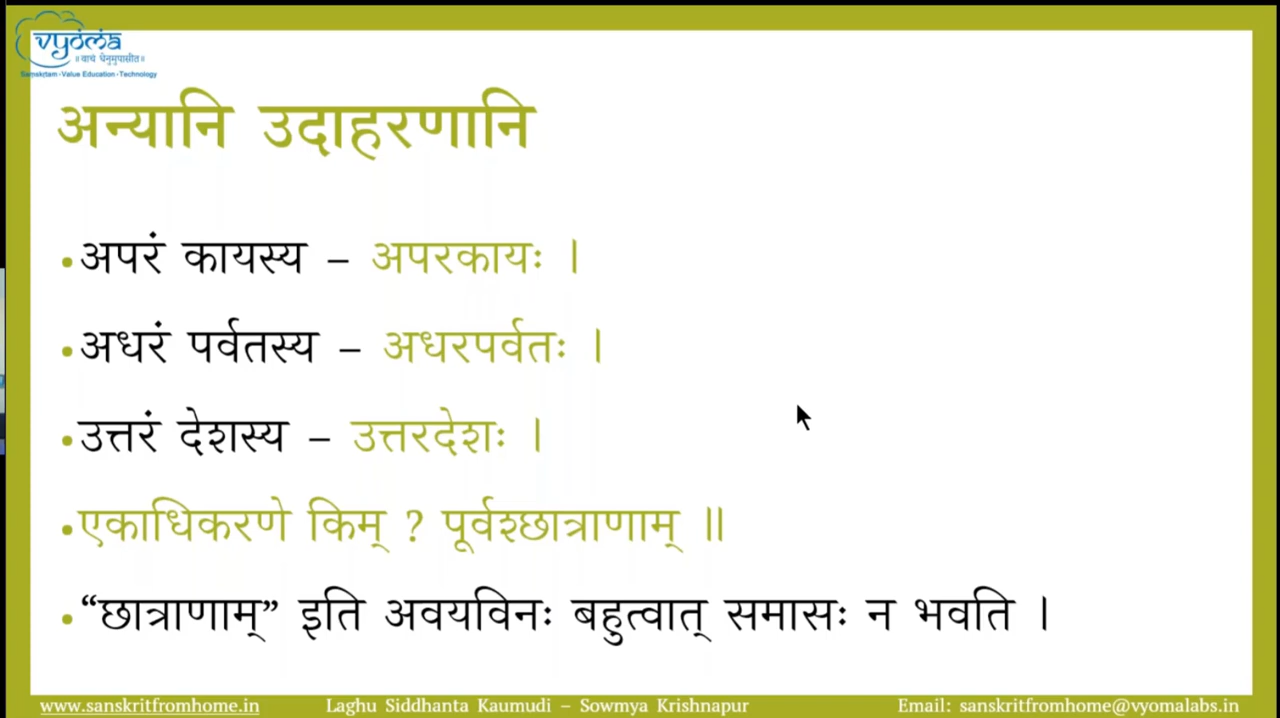 vyoma
॥वाचं धेनुमुपासीत॥
Samskrtam-Value Education-Technology
अन्यानि उदाहरणानि
•अपरं कायस्य – अपरकायः ।
•अधरं पर्वतस्य – अधरपर्वतः ।
•उत्तरं देशस्य – उत्तरदेशः ।
•एकाधिकरणे किम् ? पूर्वश्छात्राणाम् ॥
•“छात्राणाम्” इति अवयविनः बहुत्वात् समासः न भवति ।
www.sanskritfromhome.in Laghu Siddhanta Kaumudi – Sowmya Krishnapur Email: sanskritfromhome@vyomalabs.in